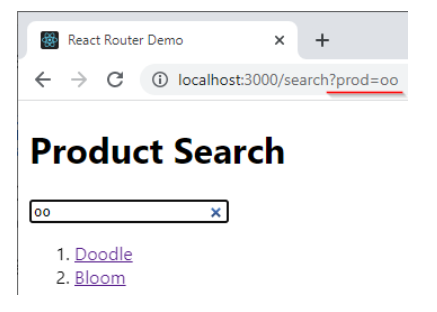 React Router Demo
localhost:3000/search?prod=oo
Product Search
oo
1. Doodle
2. Bloom